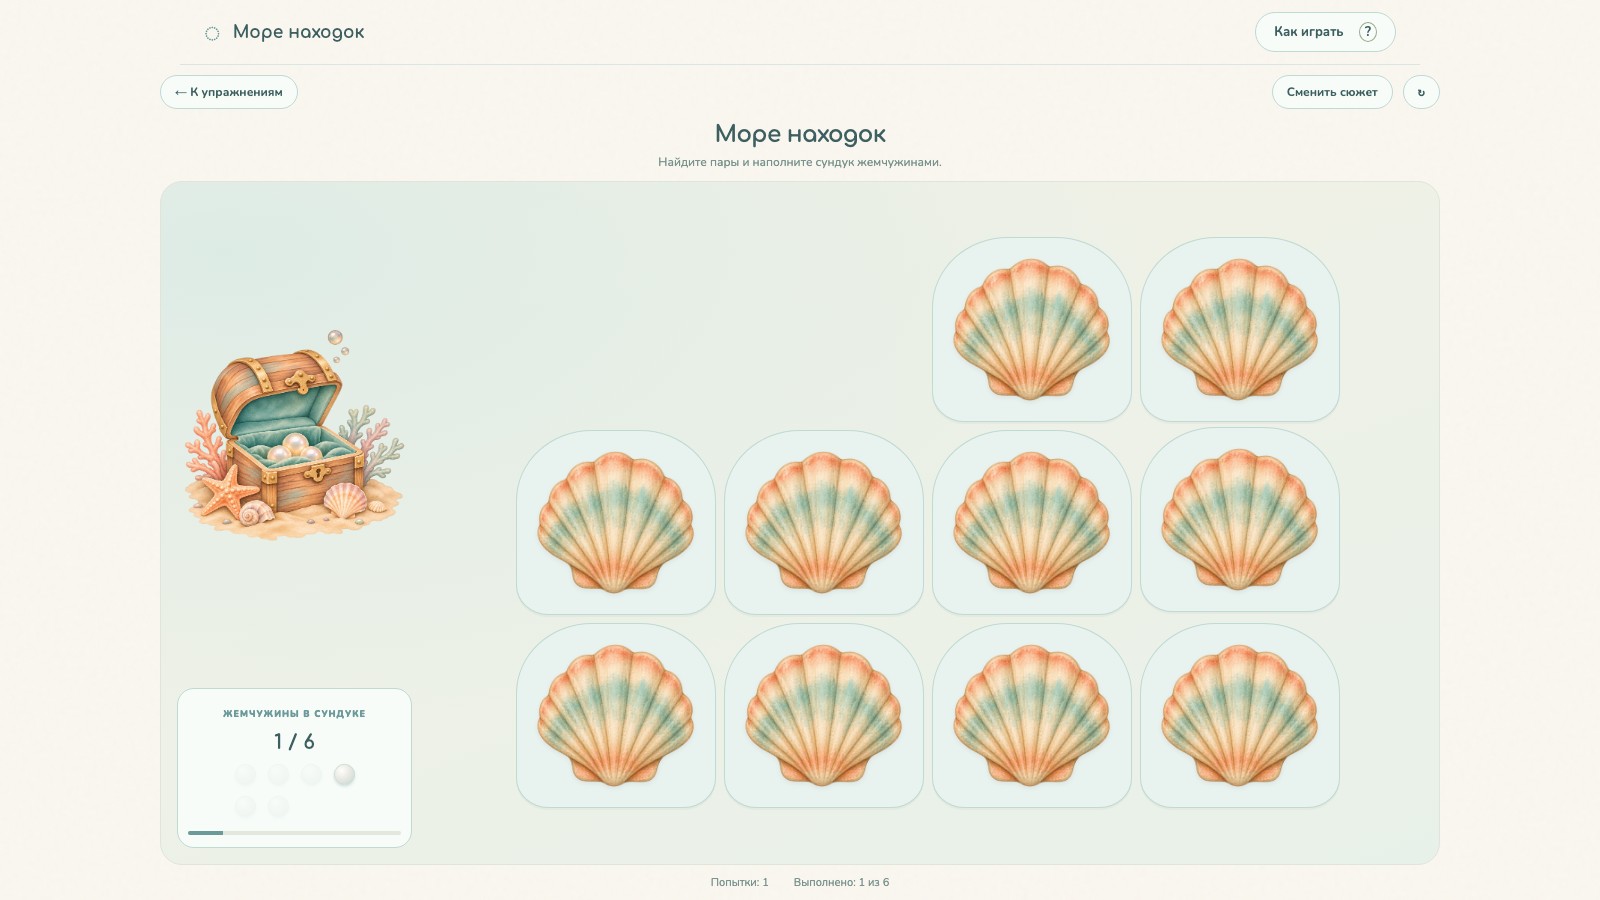 Море находок
Как играть ?
← К упражнениям
Сменить сюжет ↻
Море находок
Найдите пары и наполните сундук жемчужинами.
ЖЕМЧУЖИНЫ В СУНДУКЕ
1 / 6
Попытки: 1 Выполнено: 1 из 6